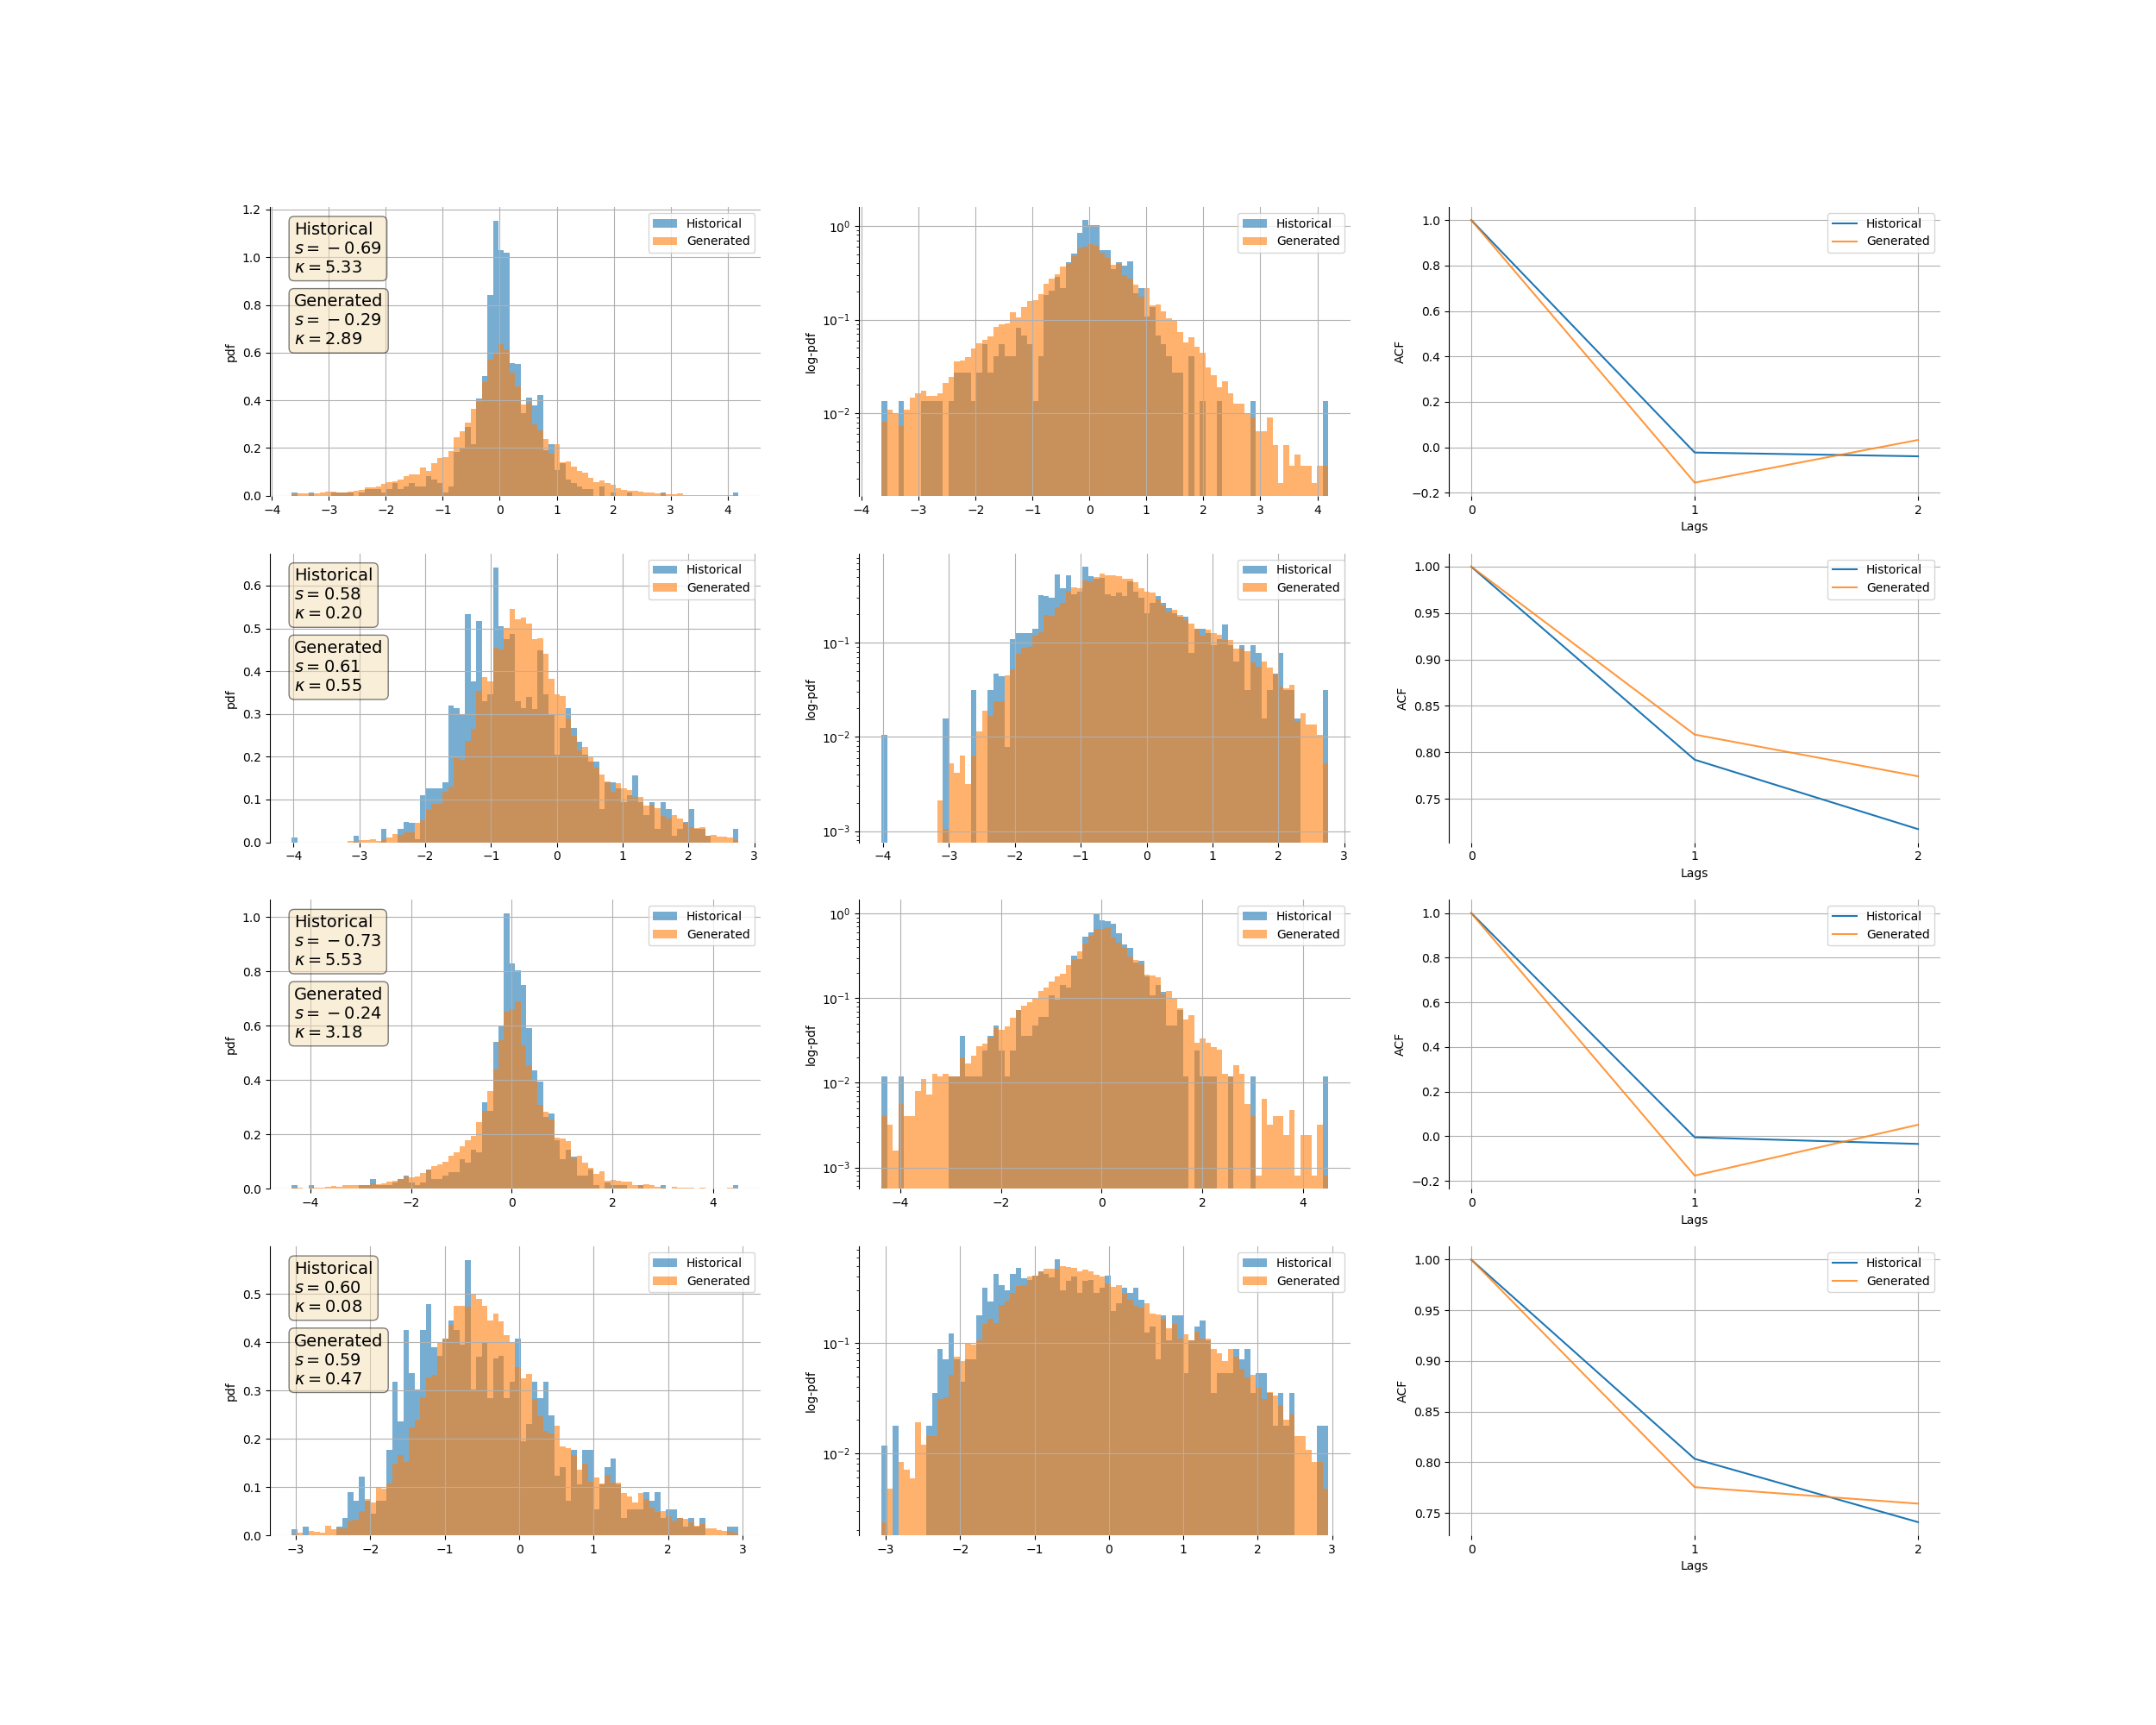 1.2
1.0
0.8
0.6
0.4
0.2
0.0
pdf
−4 −3 −2 −1 0 1 2 3 4
Historical
s = −0.69
κ = 5.33
Generated
s = −0.29
κ = 2.89
Historical
Generated
10⁰
10⁻¹
10⁻²
log-pdf
−4 −3 −2 −1 0 1 2 3 4
Historical
Generated
1.0
0.8
0.6
0.4
0.2
0.0
−0.2
ACF
0 1 2
Lags
Historical
Generated
0.6
0.5
0.4
0.3
0.2
0.1
0.0
pdf
−4 −3 −2 −1 0 1 2 3
Historical
s = 0.58
κ = 0.20
Generated
s = 0.61
κ = 0.55
Historical
Generated
10⁻¹
10⁻²
10⁻³
log-pdf
−4 −3 −2 −1 0 1 2 3
Historical
Generated
1.00
0.95
0.90
0.85
0.80
0.75
ACF
0 1 2
Lags
Historical
Generated
1.0
0.8
0.6
0.4
0.2
0.0
pdf
−4 −2 0 2 4
Historical
s = −0.73
κ = 5.53
Generated
s = −0.24
κ = 3.18
Historical
Generated
10⁰
10⁻¹
10⁻²
10⁻³
log-pdf
−4 −2 0 2 4
Historical
Generated
1.0
0.8
0.6
0.4
0.2
0.0
−0.2
ACF
0 1 2
Lags
Historical
Generated
0.5
0.4
0.3
0.2
0.1
0.0
pdf
−3 −2 −1 0 1 2 3
Historical
s = 0.60
κ = 0.08
Generated
s = 0.59
κ = 0.47
Historical
Generated
10⁻¹
10⁻²
log-pdf
−3 −2 −1 0 1 2 3
Historical
Generated
1.00
0.95
0.90
0.85
0.80
0.75
ACF
0 1 2
Lags
Historical
Generated